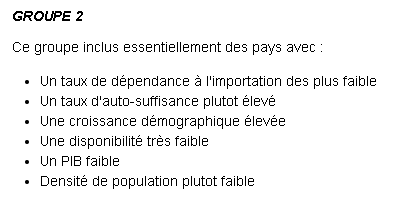 GROUPE 2
Ce groupe inclus essentiellement des pays avec :
• Un taux de dépendance à l'importation des plus faible
• Un taux d'auto-suffisance plutot élevé
• Une croissance démographique élevée
• Une disponibilité très faible
• Un PIB faible
• Densité de population plutot faible